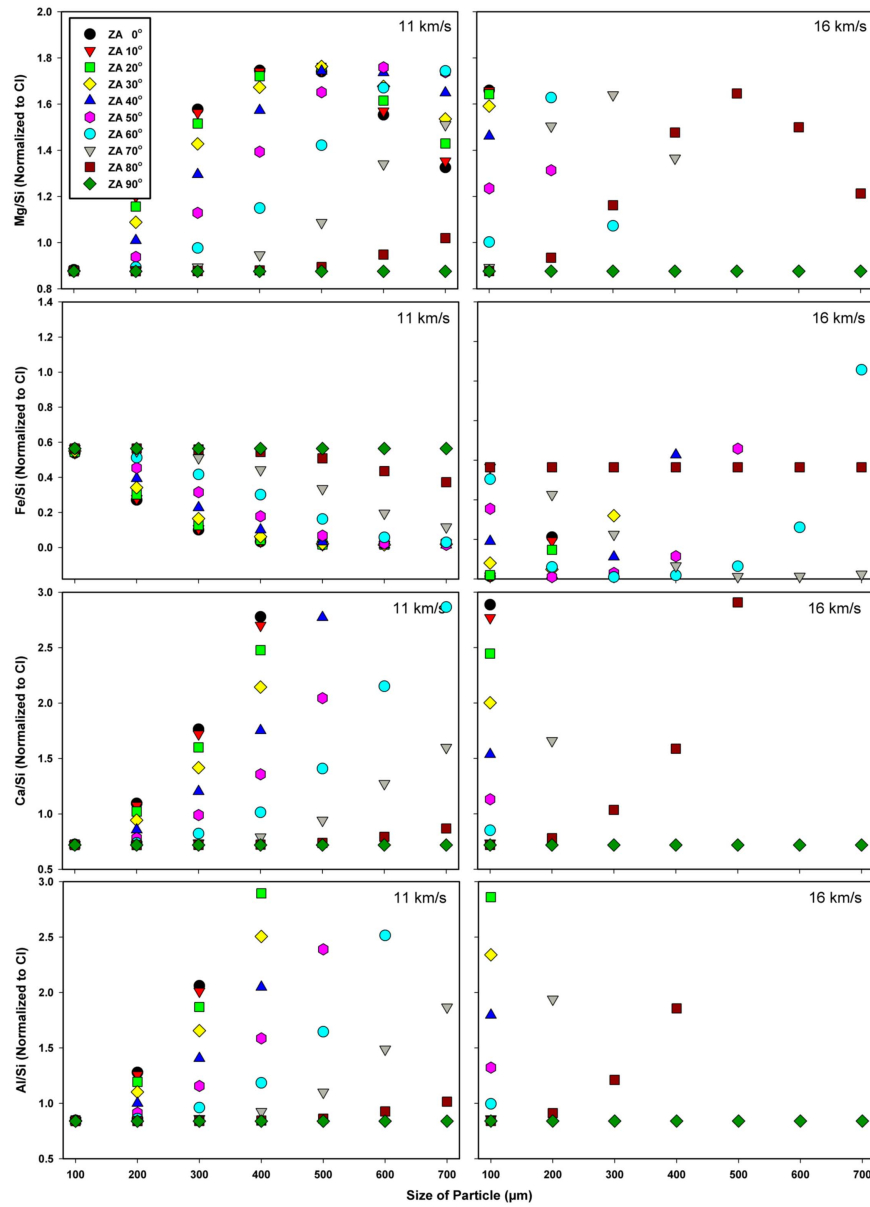 11 km/s
16 km/s
ZA 0°
ZA 10°
ZA 20°
ZA 30°
ZA 40°
ZA 50°
ZA 60°
ZA 70°
ZA 80°
ZA 90°
Mg/Si (Normalized to CI)
2.0
1.8
1.6
1.4
1.2
1.0
0.8
11 km/s
16 km/s
Fe/Si (Normalized to CI)
1.4
1.2
1.0
0.8
0.6
0.4
0.2
0.0
11 km/s
16 km/s
Ca/Si (Normalized to CI)
3.0
2.5
2.0
1.5
1.0
0.5
11 km/s
16 km/s
Al/Si (Normalized to CI)
3.0
2.5
2.0
1.5
1.0
0.5
100 200 300 400 500 600 700
100 200 300 400 500 600 700
Size of Particle (µm)